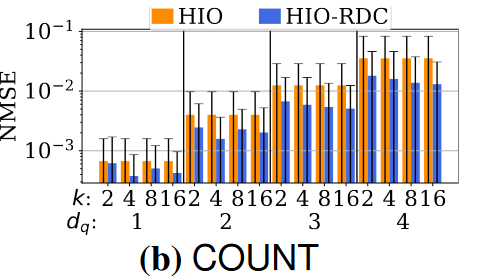 HIO HIO-RDC
10⁻¹
10⁻²
10⁻³
NMSE
k: 2 4 8 16 2 4 8 16 2 4 8 16 2 4 8 16
d_q: 1 2 3 4
(b) COUNT